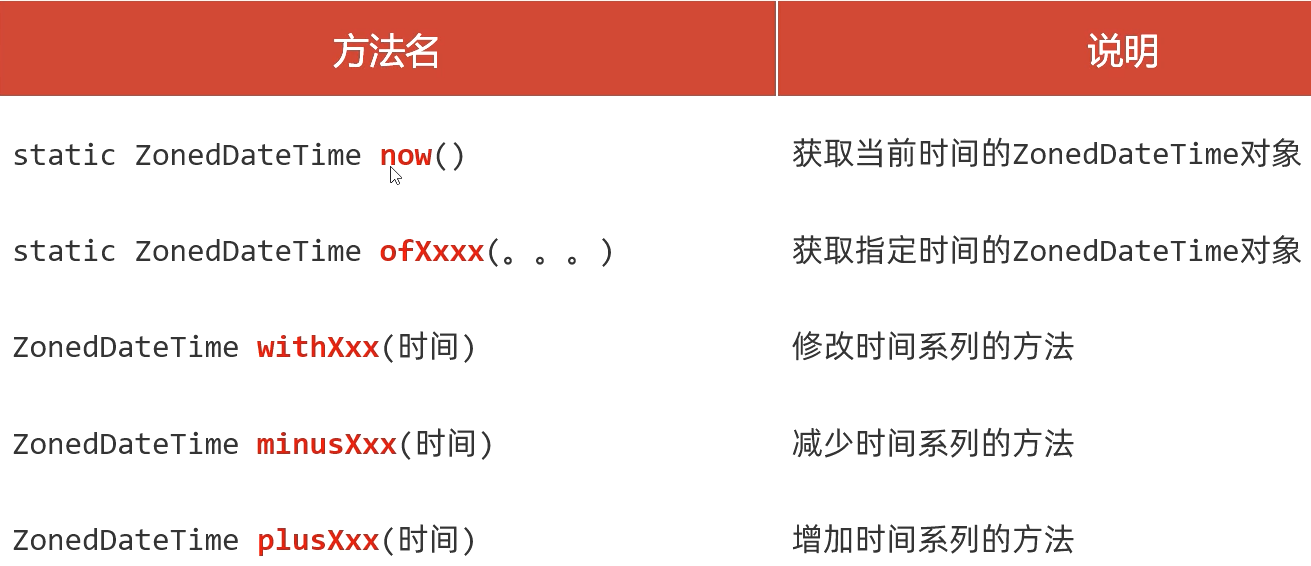 方法名 说明
static ZonedDateTime now() 获取当前时间的ZonedDateTime对象
static ZonedDateTime ofXxxx(。。。) 获取指定时间的ZonedDateTime对象
ZonedDateTime withXxx(时间) 修改时间系列的方法
ZonedDateTime minusXxx(时间) 减少时间系列的方法
ZonedDateTime plusXxx(时间) 增加时间系列的方法